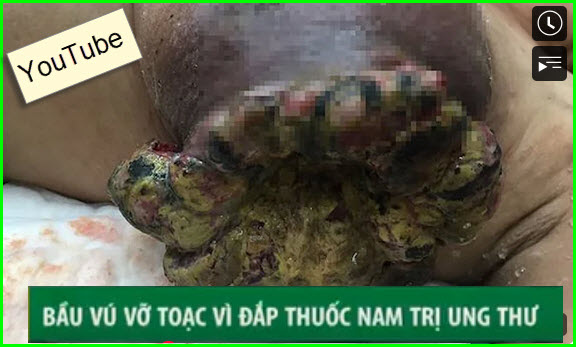 YouTube
BẦU VÚ VỠ TOẠC VÌ ĐẮP THUỐC NAM TRỊ UNG THƯ